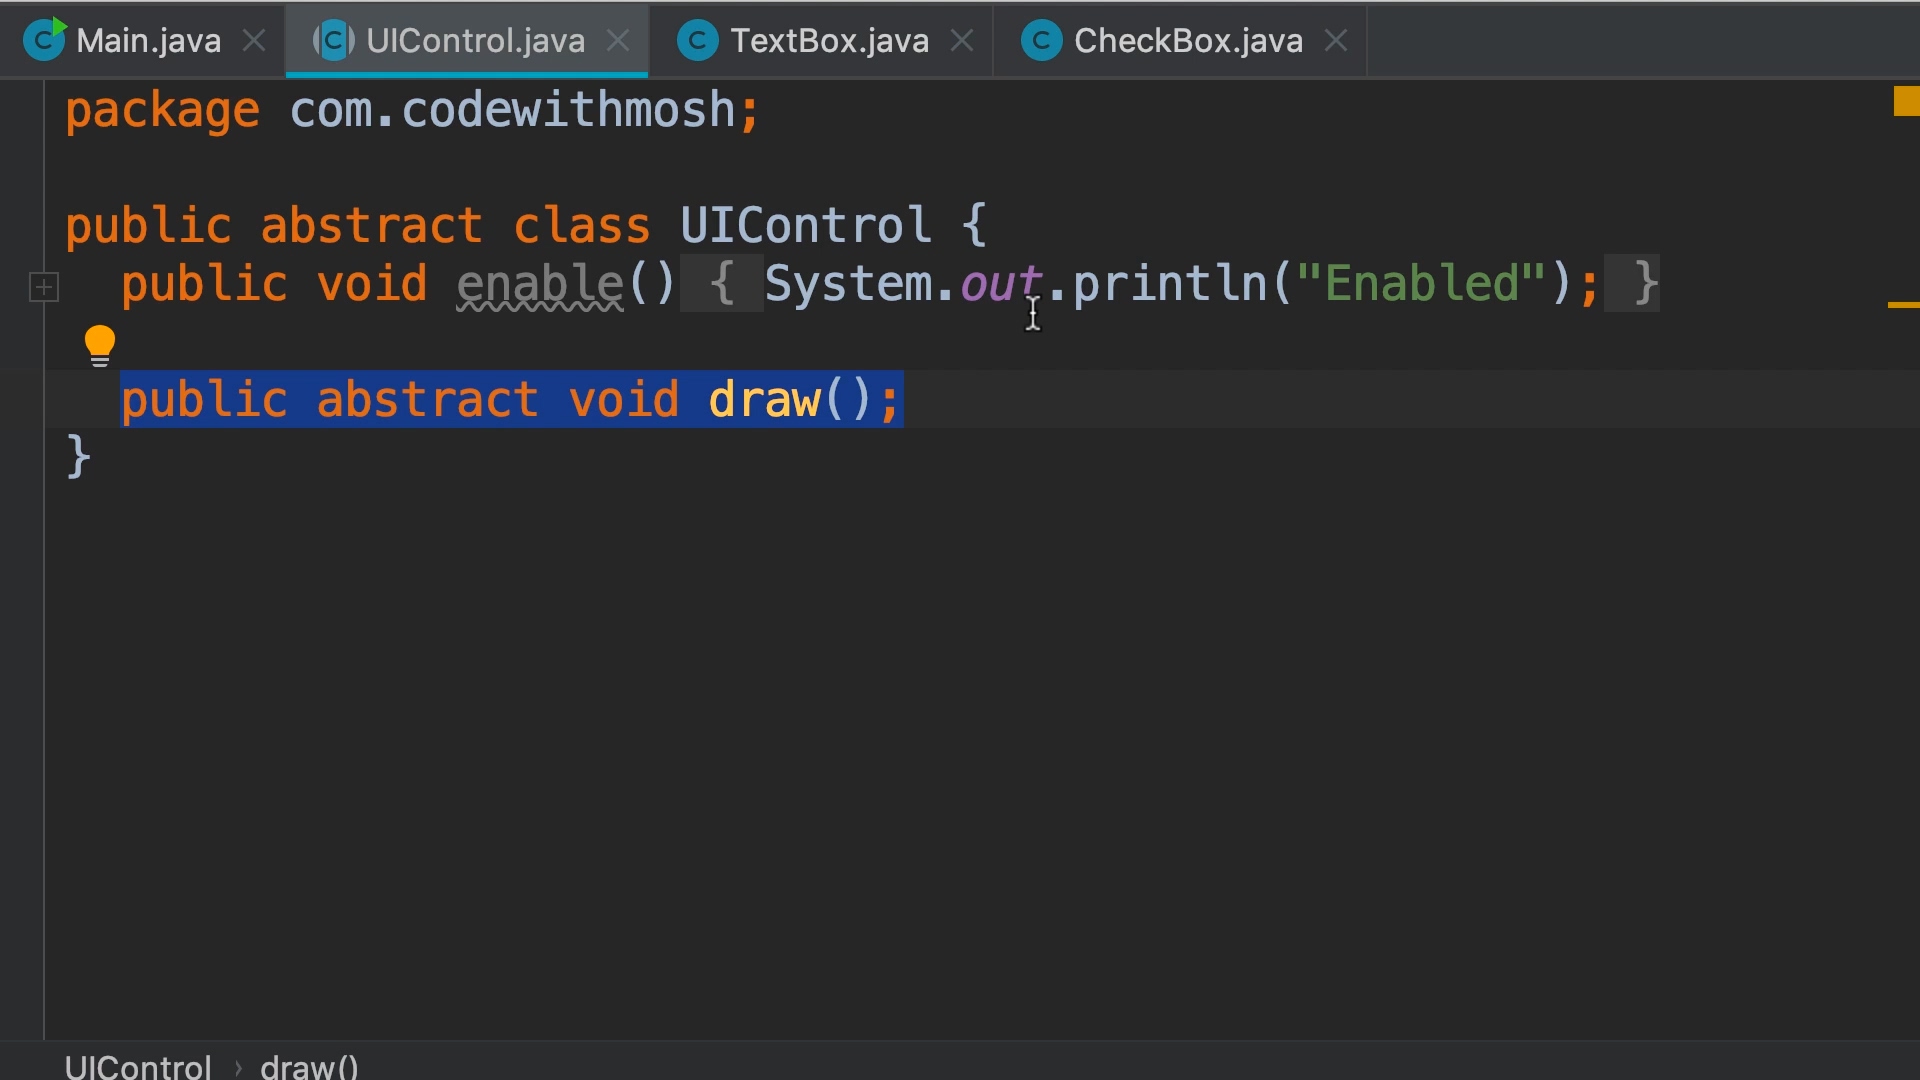 Main.java UIControl.java TextBox.java CheckBox.java
package com.codewithmosh;
public abstract class UIControl {
public void enable() { System.out.println("Enabled"); }
public abstract void draw();
}
UIControl › draw()